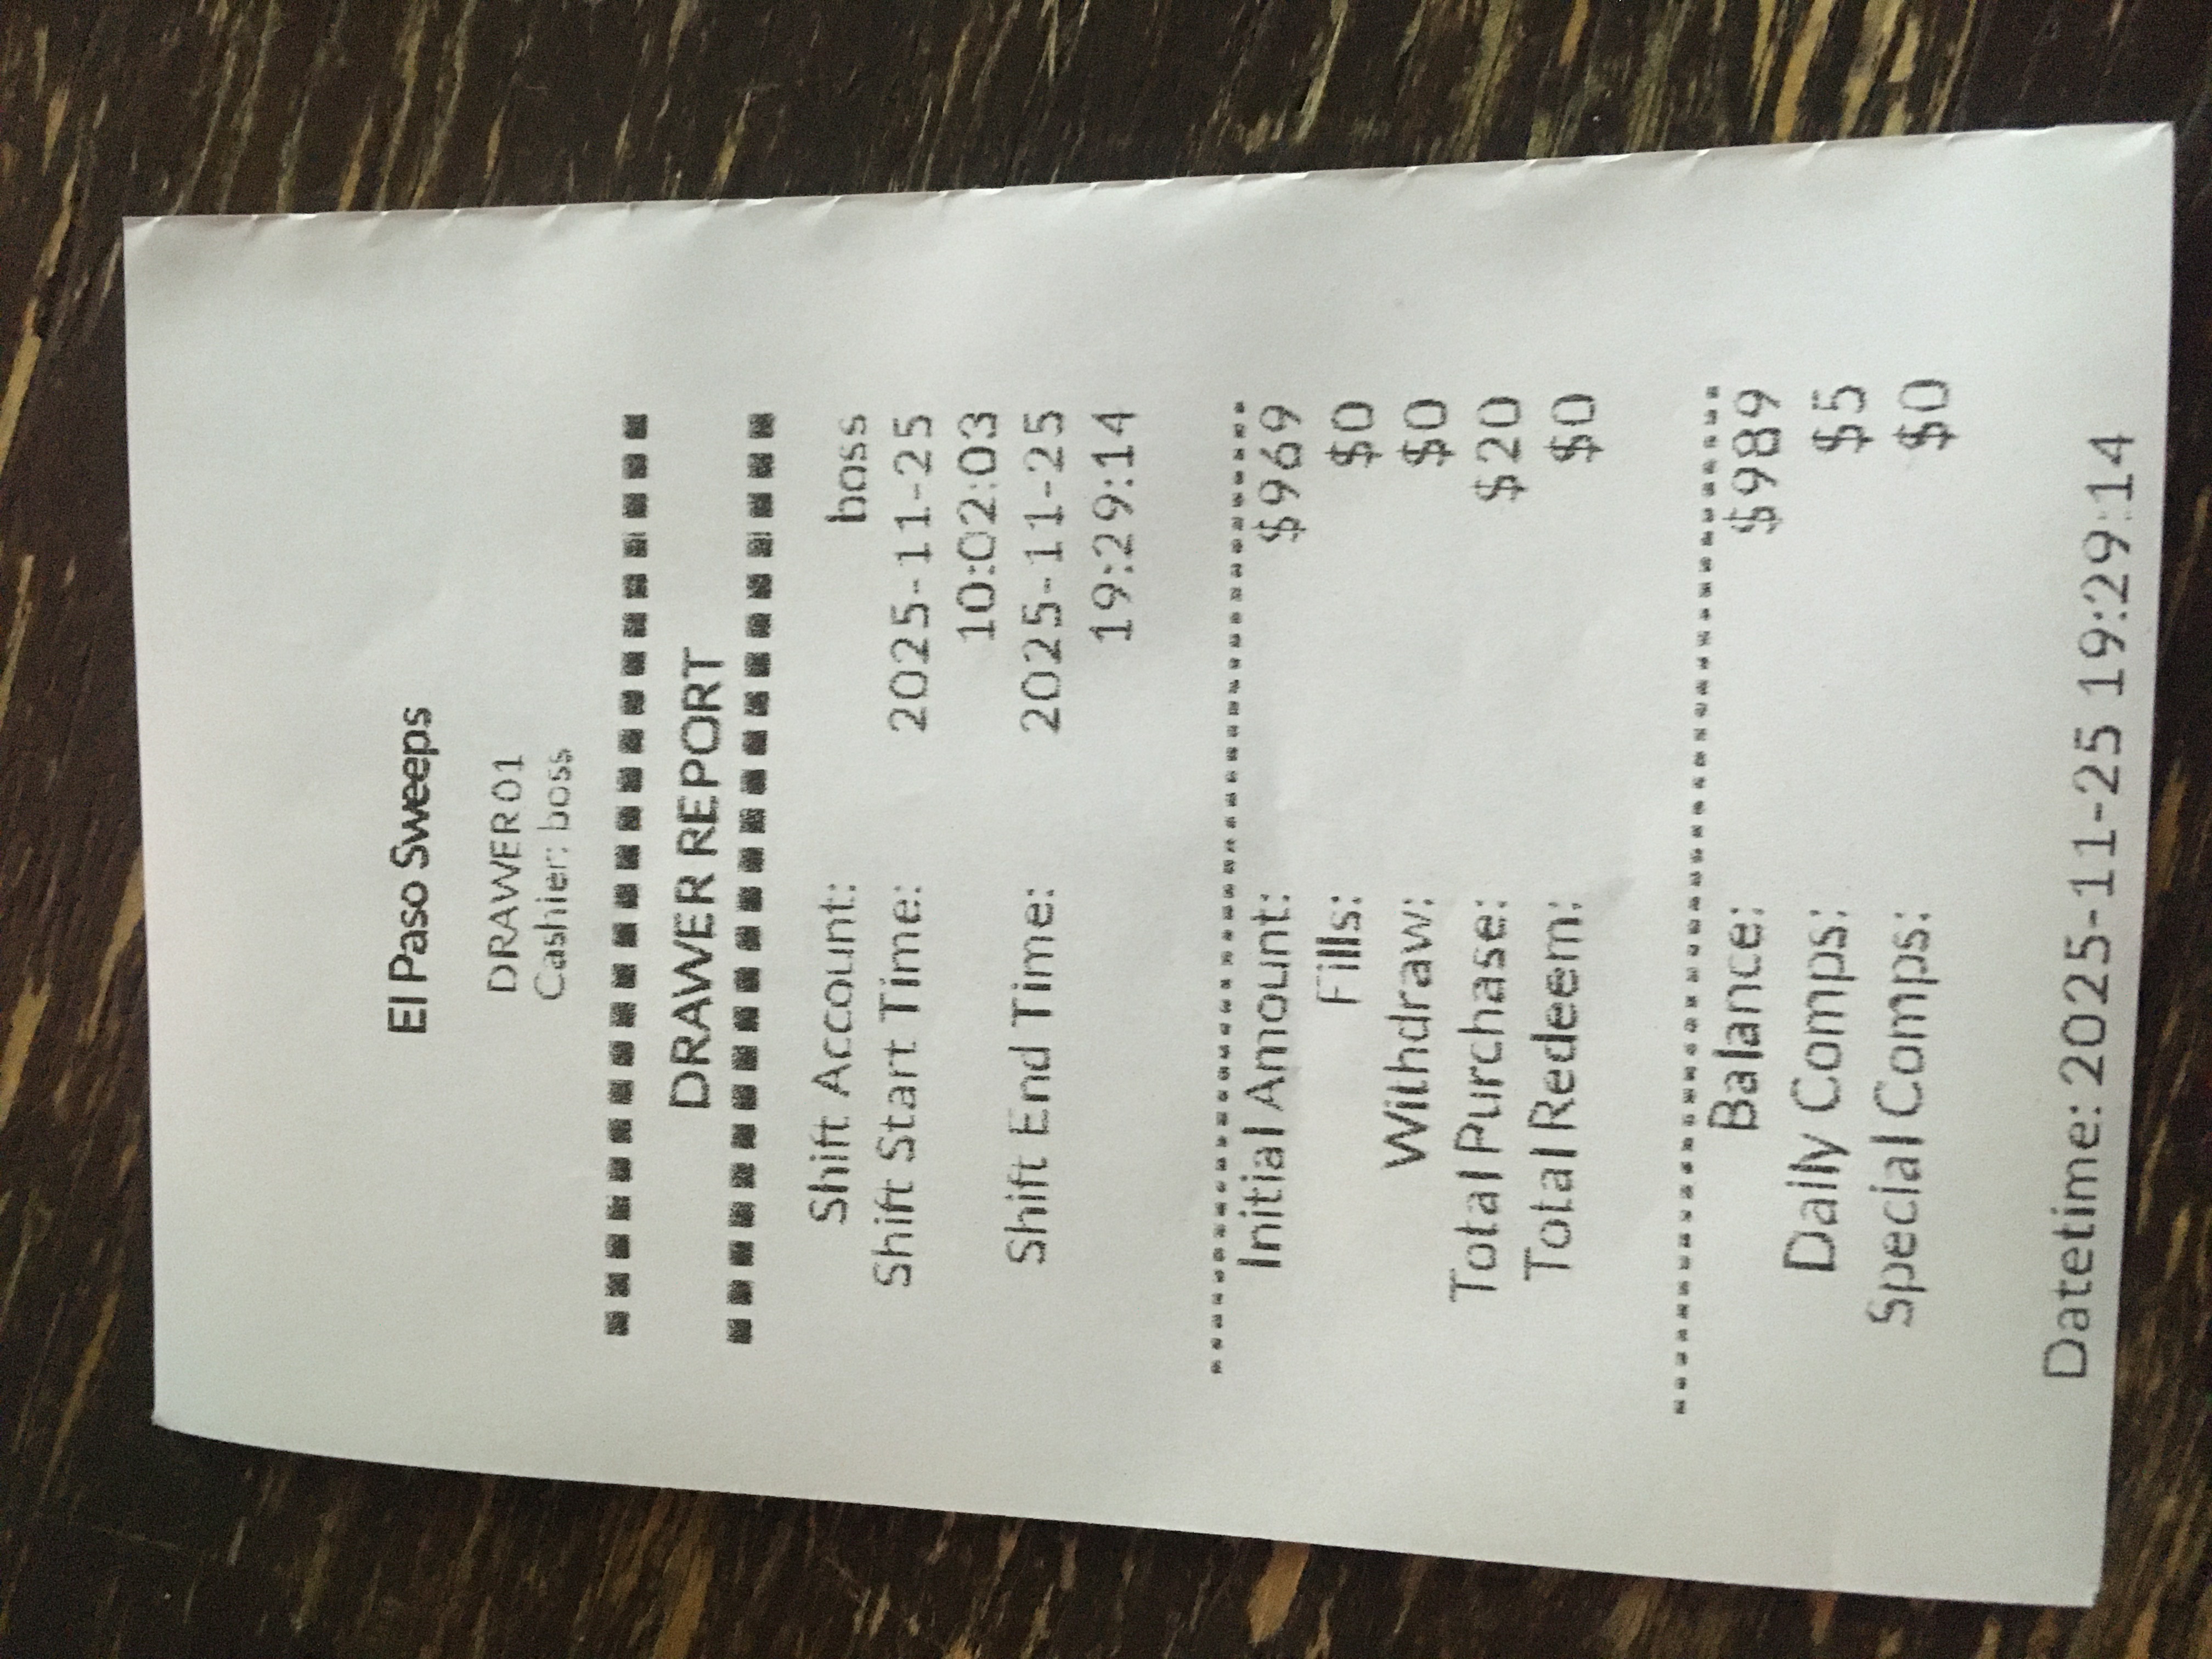 El Paso Sweeps
DRAWER01
Cashier: boss
DRAWER REPORT
Shift Account: boss
Shift Start Time: 2025-11-25
10:02:03
Shift End Time: 2025-11-25
19:29:14
Initial Amount: $969
Fills: $0
Withdraw: $0
Total Purchase: $20
Total Redeem: $0
Balance: $989
Daily Comps: $5
Special Comps: $0
Datetime: 2025-11-25 19:29:14